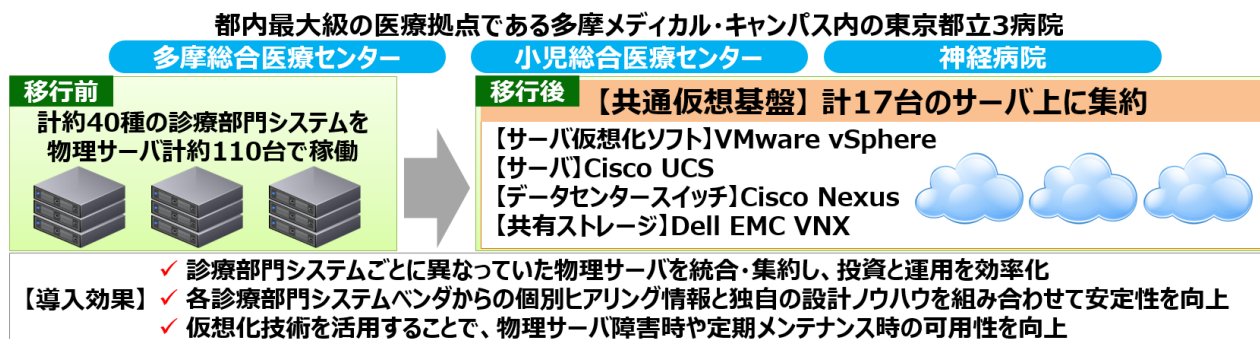 都内最大級の医療拠点である多摩メディカル・キャンパス内の東京都立3病院
多摩総合医療センター
小児総合医療センター
神経病院
移行前
計約40種の診療部門システムを
物理サーバ計約110台で稼働
移行後
【共通仮想基盤】計17台のサーバ上に集約
【サーバ仮想化ソフト】VMware vSphere
【サーバ】Cisco UCS
【データセンタースイッチ】Cisco Nexus
【共有ストレージ】Dell EMC VNX
【導入効果】
✓ 診療部門システムごとに異なっていた物理サーバを統合・集約し、投資と運用を効率化
✓ 各診療部門システムベンダからの個別ヒアリング情報と独自の設計ノウハウを組み合わせて安定性を向上
✓ 仮想化技術を活用することで、物理サーバ障害時や定期メンテナンス時の可用性を向上